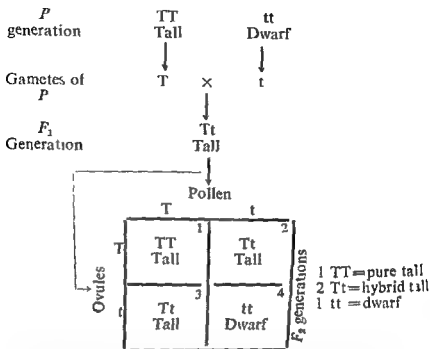 P TT tt
generation Tall Dwarf
Gametes of T × t
P
F₁ Tt
Generation Tall
Pollen
T t
1 2
T TT Tt
Tall Tall
3 4
t Tt tt
Tall Dwarf
Ovules
F₂ generations
1 TT=pure tall
2 Tt=hybrid tall
1 tt =dwarf